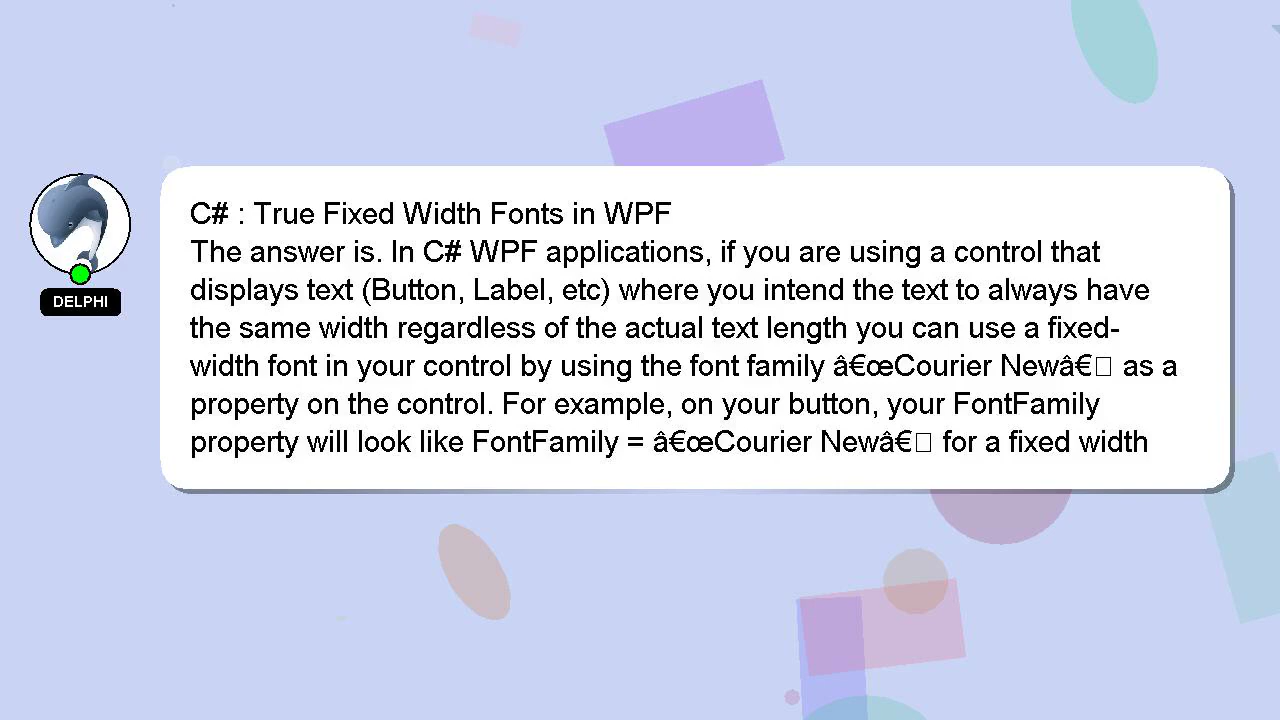 C# : True Fixed Width Fonts in WPF
The answer is. In C# WPF applications, if you are using a control that
displays text (Button, Label, etc) where you intend the text to always have
the same width regardless of the actual text length you can use a fixed-
width font in your control by using the font family â€œCourier Newâ€□ as a
property on the control. For example, on your button, your FontFamily
property will look like FontFamily = â€œCourier Newâ€□ for a fixed width
DELPHI